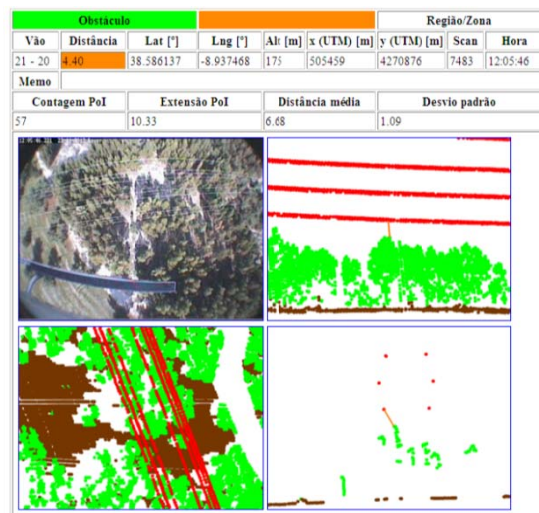 Obstáculo Região/Zona
Vão Distância Lat [°] Lng [°] Alt [m] x (UTM) [m] y (UTM) [m] Scan Hora
21 - 20 4.40 38.586137 -8.937468 175 505459 4270876 7483 12:05:46
Memo
Contagem PoI Extensão PoI Distância média Desvio padrão
57 10.33 6.68 1.09